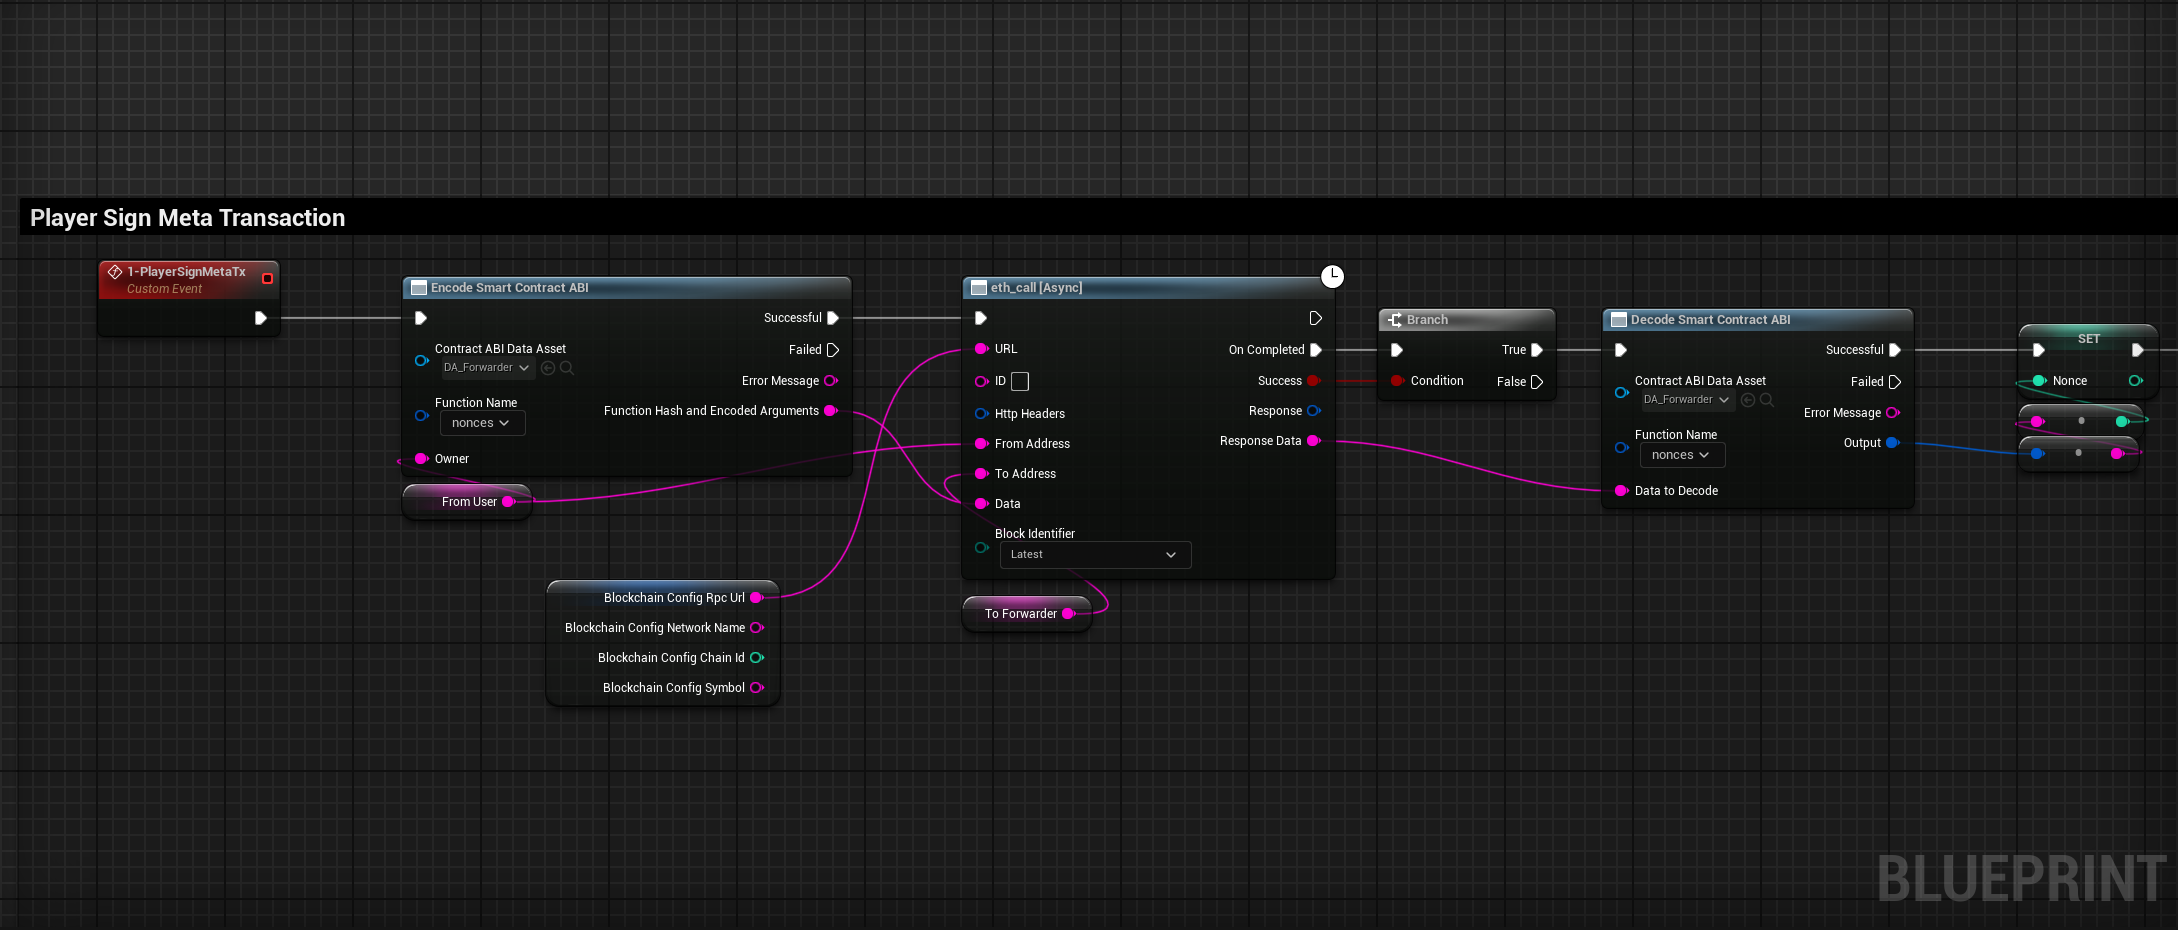 Player Sign Meta Transaction
1-PlayerSignMetaTx
Custom Event
Encode Smart Contract ABI
Successful
Contract ABI Data Asset
Failed
DA_Forwarder
Error Message
Function Name
Function Hash and Encoded Arguments
nonces
Owner
From User
Blockchain Config Rpc Url
Blockchain Config Network Name
Blockchain Config Chain Id
Blockchain Config Symbol
eth_call [Async]
URL
On Completed
ID
Success
Http Headers
Response
From Address
Response Data
To Address
Data
Block Identifier
Latest
To Forwarder
Branch
True
Condition
False
Decode Smart Contract ABI
Successful
Contract ABI Data Asset
Failed
DA_Forwarder
Error Message
Function Name
Output
nonces
Data to Decode
SET
Nonce
BLUEPRINT